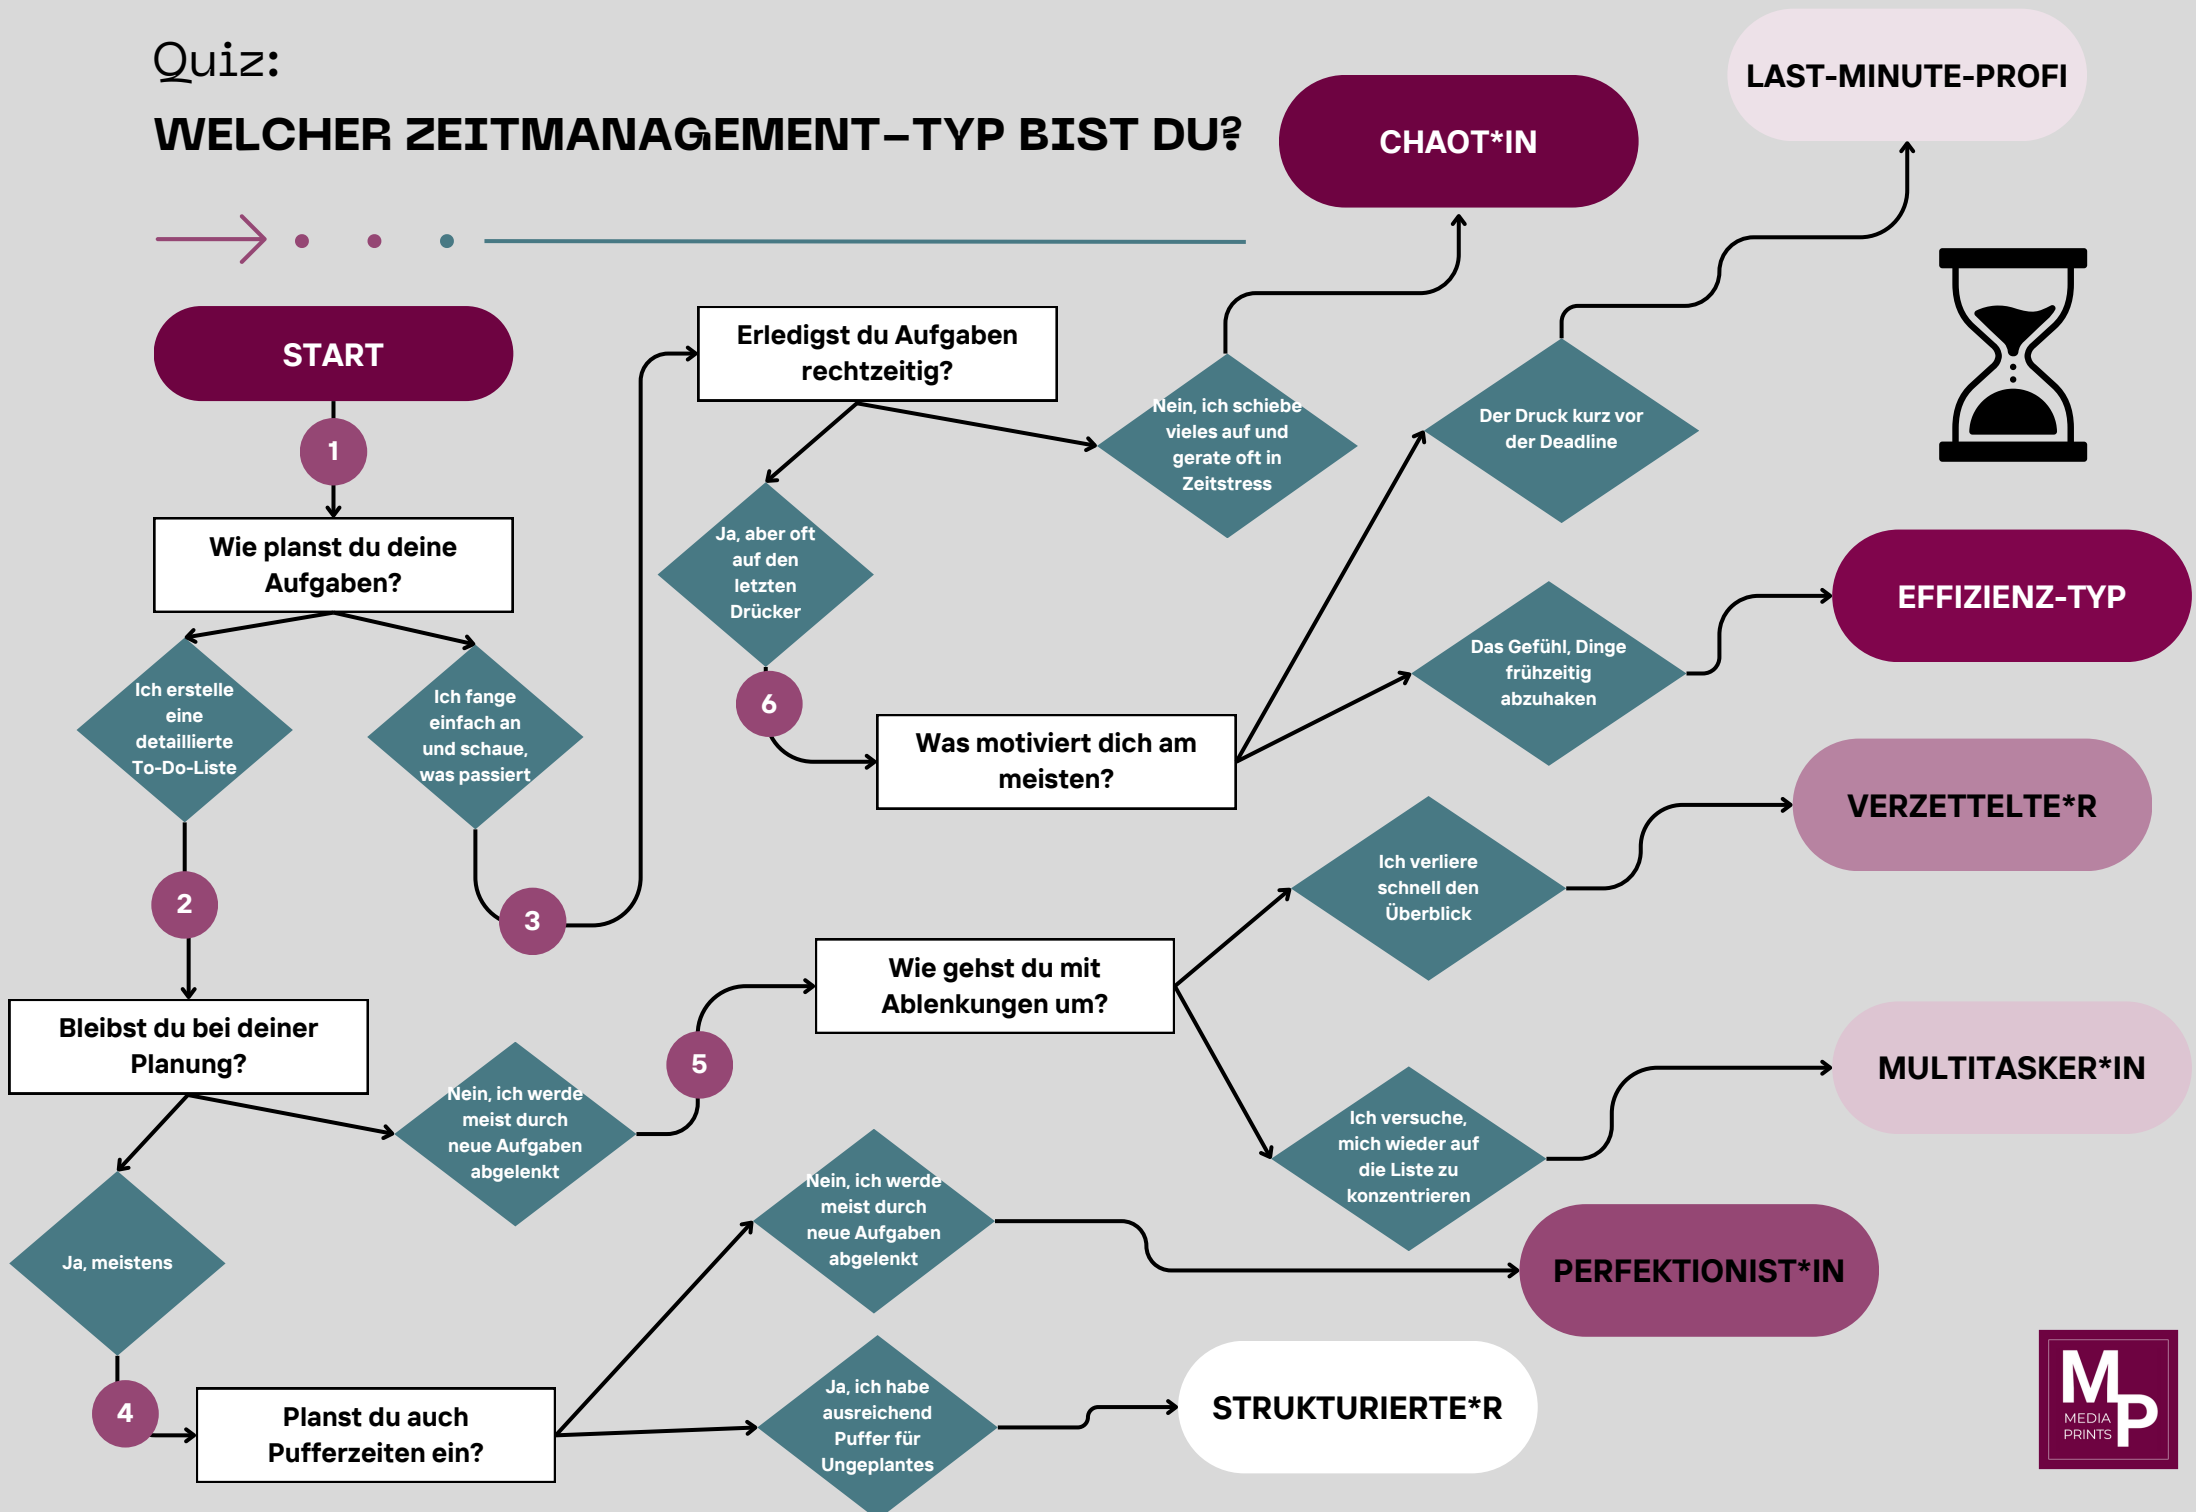 Quiz:
WELCHER ZEITMANAGEMENT-TYP BIST DU?
CHAOT*IN
LAST-MINUTE-PROFI
START
1
Wie planst du deine
Aufgaben?
Ich erstelle
eine
detaillierte
To-Do-Liste
Ich fange
einfach an
und schaue,
was passiert
2
3
Erledigst du Aufgaben
rechtzeitig?
Nein, ich schiebe
vieles auf und
gerate oft in
Zeitstress
Ja, aber oft
auf den
letzten
Drücker
6
Was motiviert dich am
meisten?
Der Druck kurz vor
der Deadline
Das Gefühl, Dinge
frühzeitig
abzuhaken
EFFIZIENZ-TYP
Bleibst du bei deiner
Planung?
Nein, ich werde
meist durch
neue Aufgaben
abgelenkt
5
Wie gehst du mit
Ablenkungen um?
Ich verliere
schnell den
Überblick
VERZETTELTE*R
Ich versuche,
mich wieder auf
die Liste zu
konzentrieren
MULTITASKER*IN
Ja, meistens
4
Planst du auch
Pufferzeiten ein?
Nein, ich werde
meist durch
neue Aufgaben
abgelenkt
PERFEKTIONIST*IN
Ja, ich habe
ausreichend
Puffer für
Ungeplantes
STRUKTURIERTE*R
MP
MEDIA
PRINTS